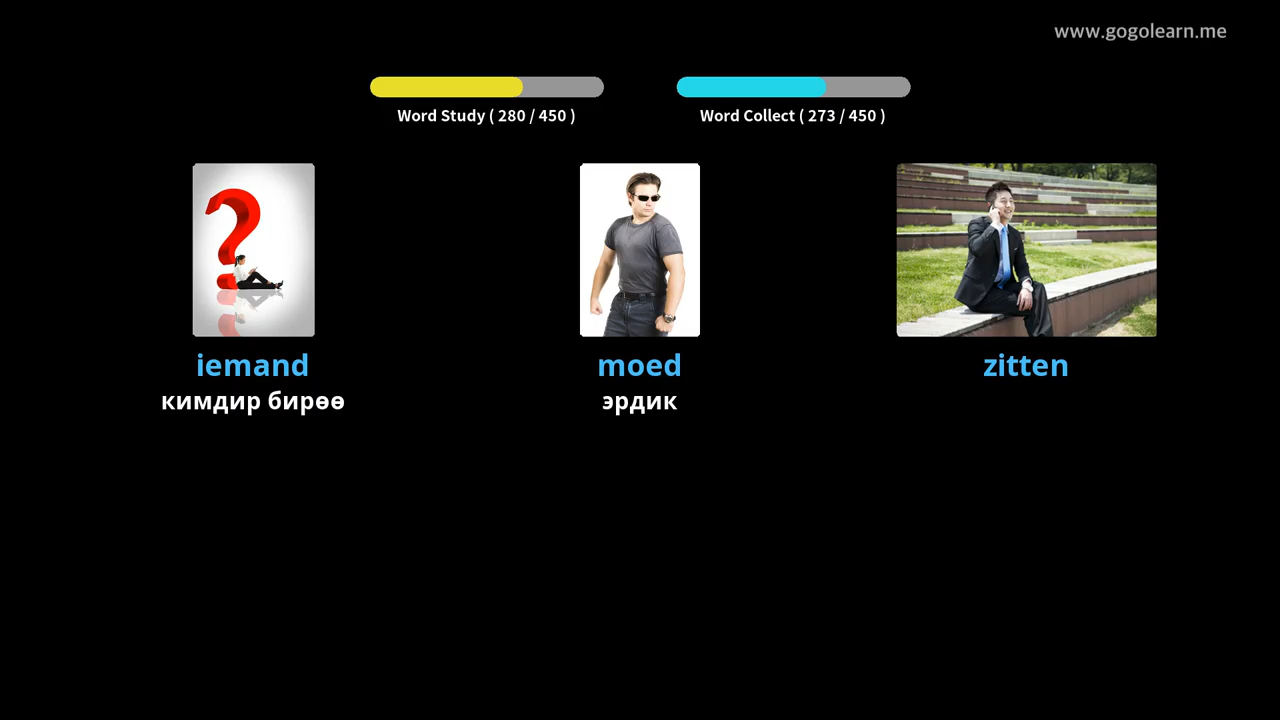 www.gogolearn.me
Word Study ( 280 / 450 )
Word Collect ( 273 / 450 )
iemand
moed
zitten
кимдир бирөө
эрдик